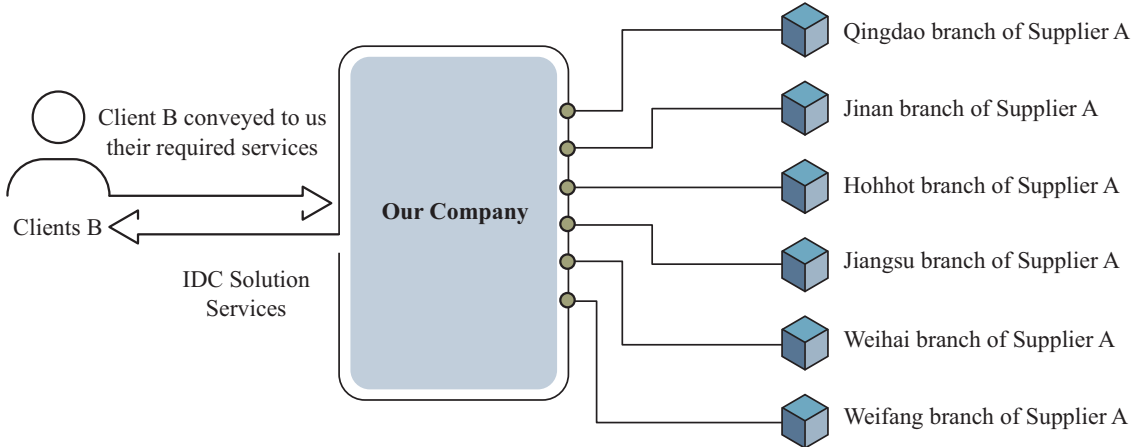 Client B conveyed to us
their required services
Clients B
IDC Solution
Services
Our Company
Qingdao branch of Supplier A
Jinan branch of Supplier A
Hohhot branch of Supplier A
Jiangsu branch of Supplier A
Weihai branch of Supplier A
Weifang branch of Supplier A